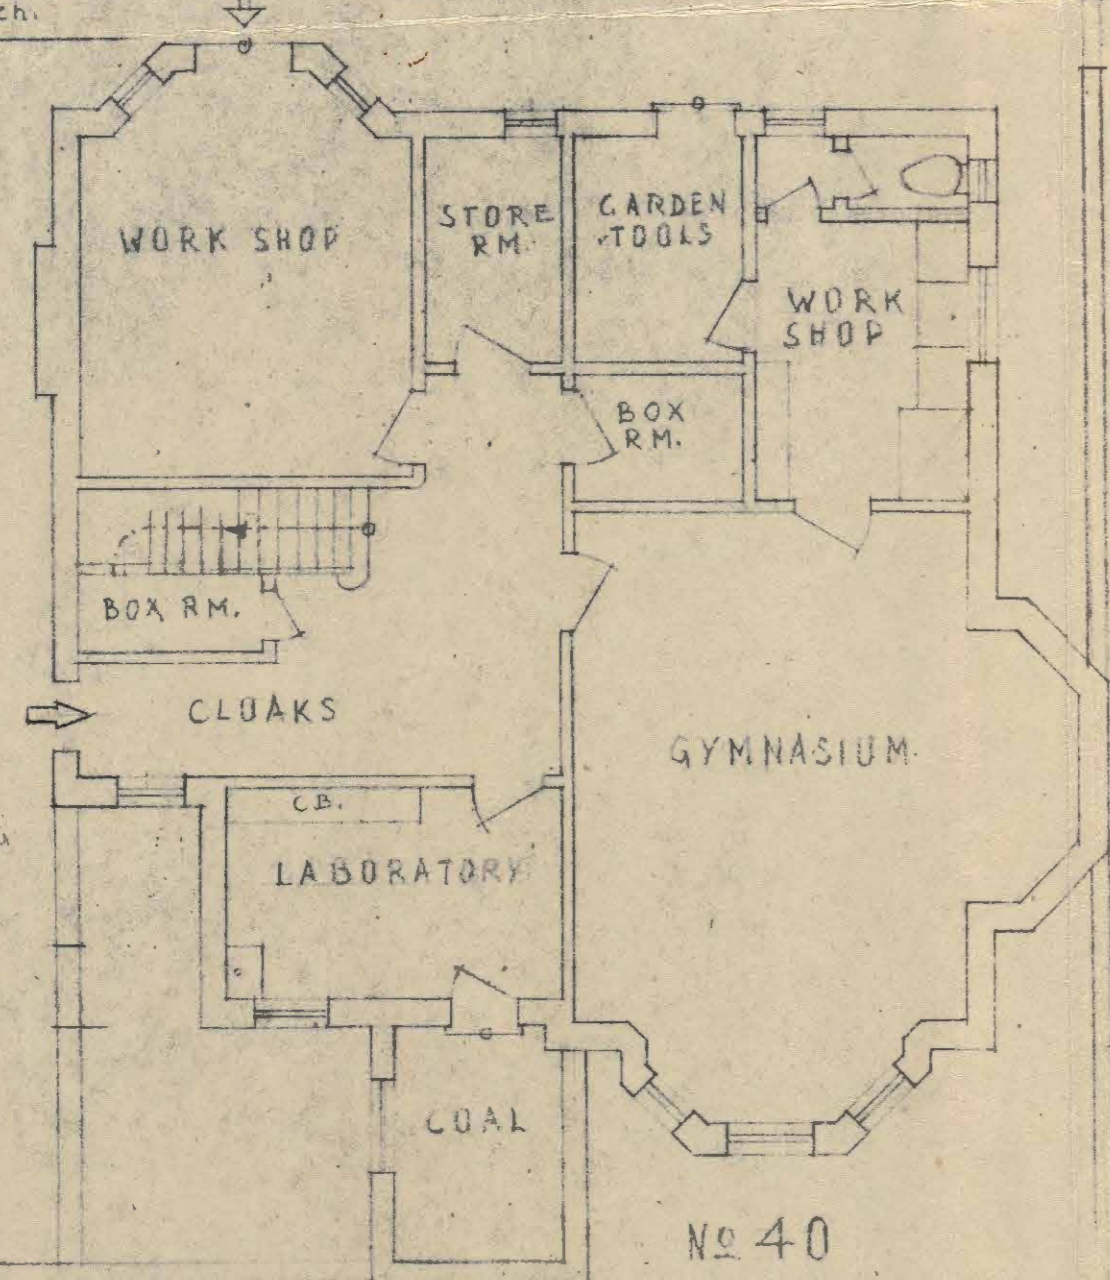 ch.
WORK SHOP
STORE
RM.
GARDEN
TOOLS
WORK
SHOP
BOX
RM.
BOX RM.
CLOAKS
GYMNASIUM
C.B.
LABORATORY
COAL
No 40